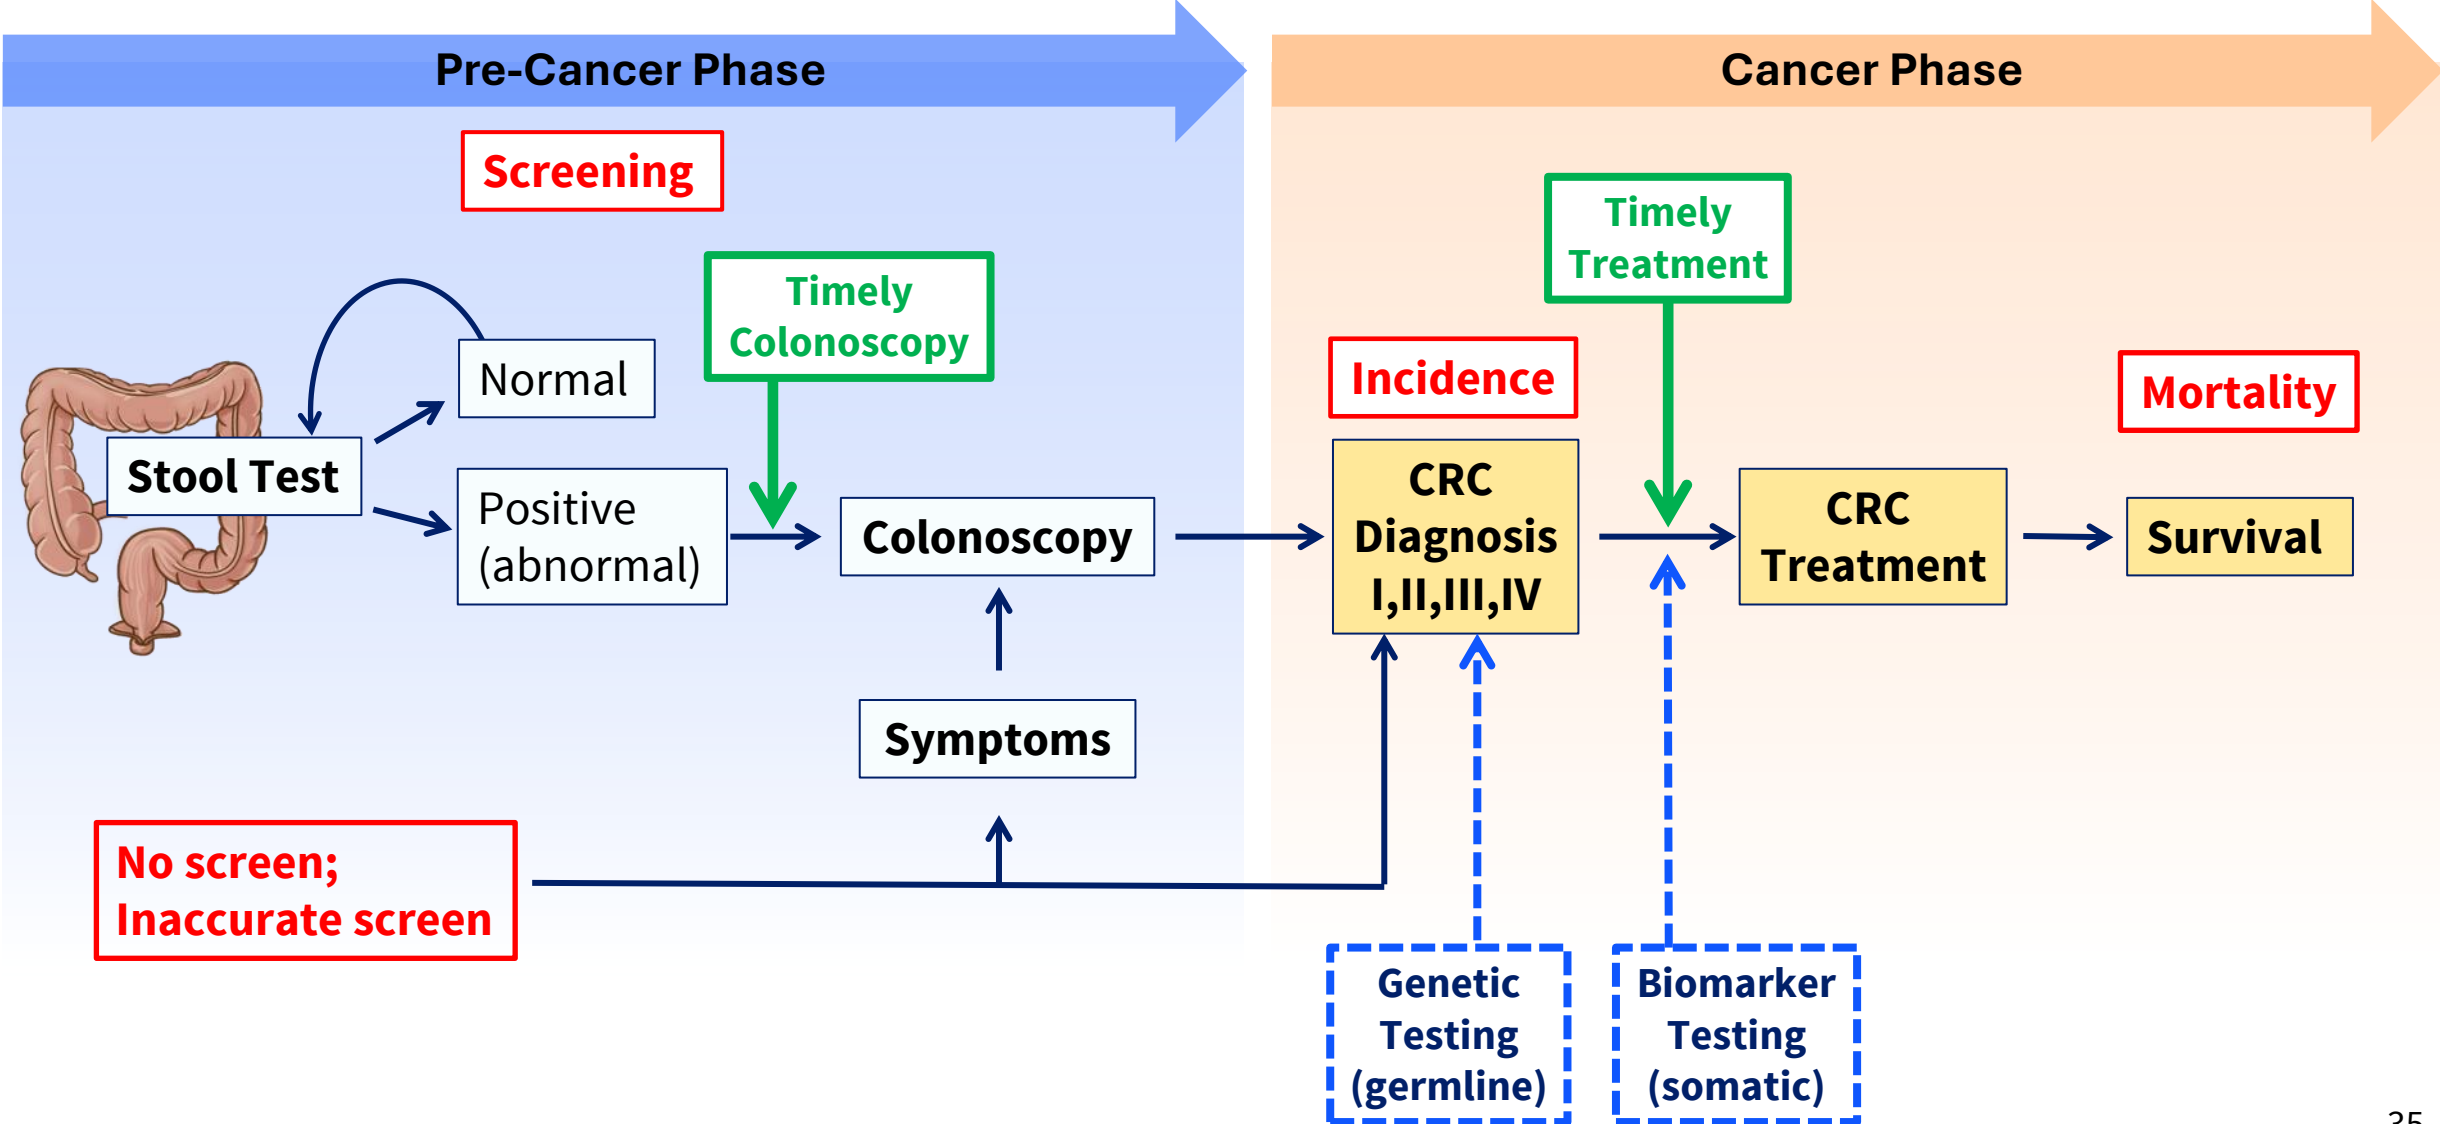 Pre-Cancer Phase
Cancer Phase
Screening
Timely
Treatment
Timely
Colonoscopy
Normal
Incidence
Mortality
Stool Test
Positive
(abnormal)
Colonoscopy
CRC
Diagnosis
I,II,III,IV
CRC
Treatment
Survival
Symptoms
No screen;
Inaccurate screen
Genetic
Testing
(germline)
Biomarker
Testing
(somatic)
35